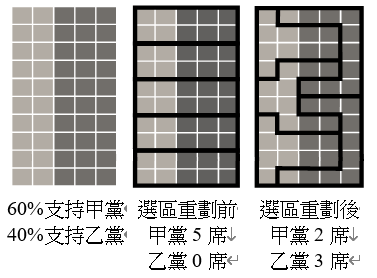 60%支持甲黨
40%支持乙黨
選區重劃前
甲黨 5 席↓
乙黨 0 席↵
選區重劃後
甲黨 2 席↓
乙黨 3 席↵